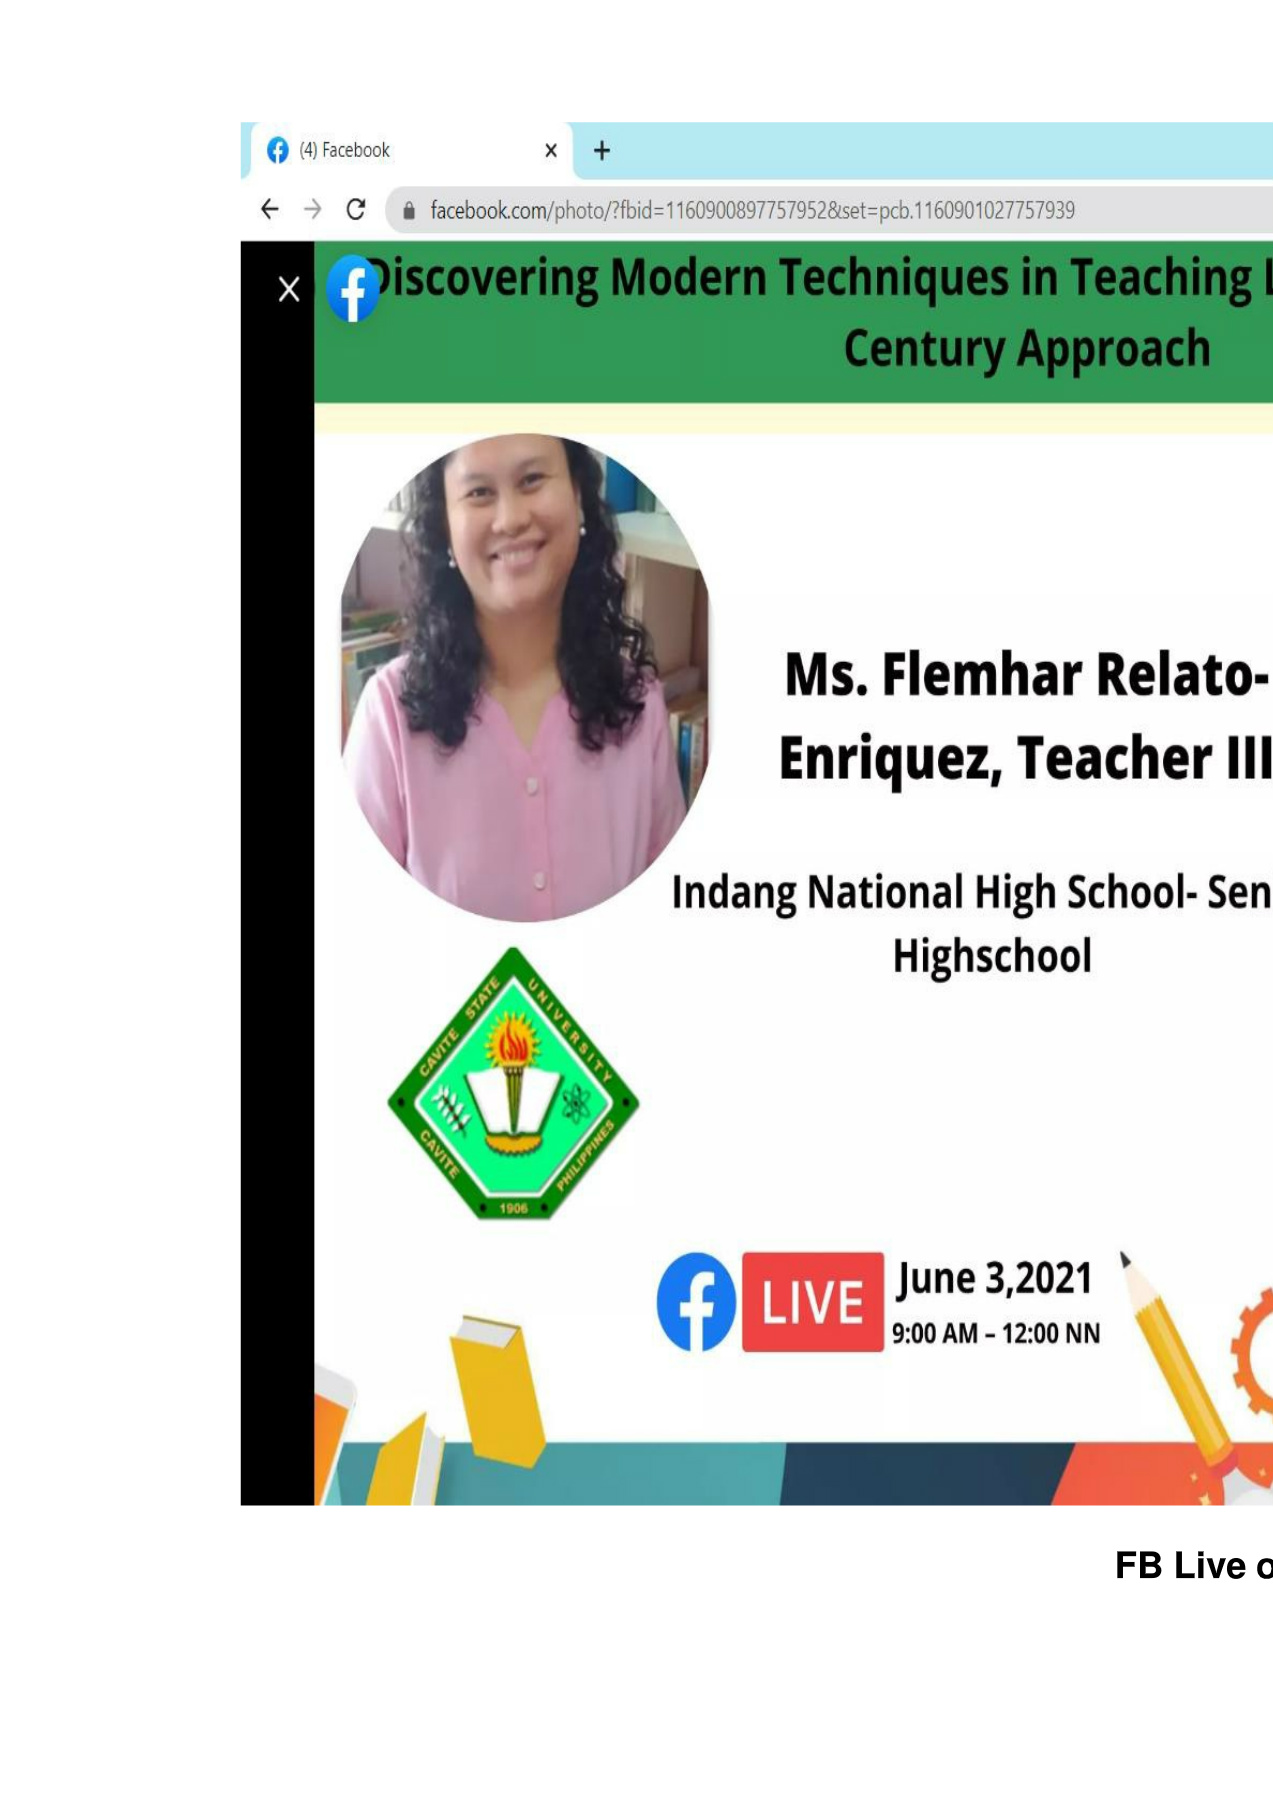 (4) Facebook
facebook.com/photo/?fbid=1160900897757952&set=pcb.1160901027757939
Discovering Modern Techniques in Teaching L
Century Approach
Ms. Flemhar Relato-
Enriquez, Teacher III
Indang National High School- Sen
Highschool
CAVITE STATE UNIVERSITY
CAVITE PHILIPPINES
1906
LIVE
June 3,2021
9:00 AM – 12:00 NN
FB Live o